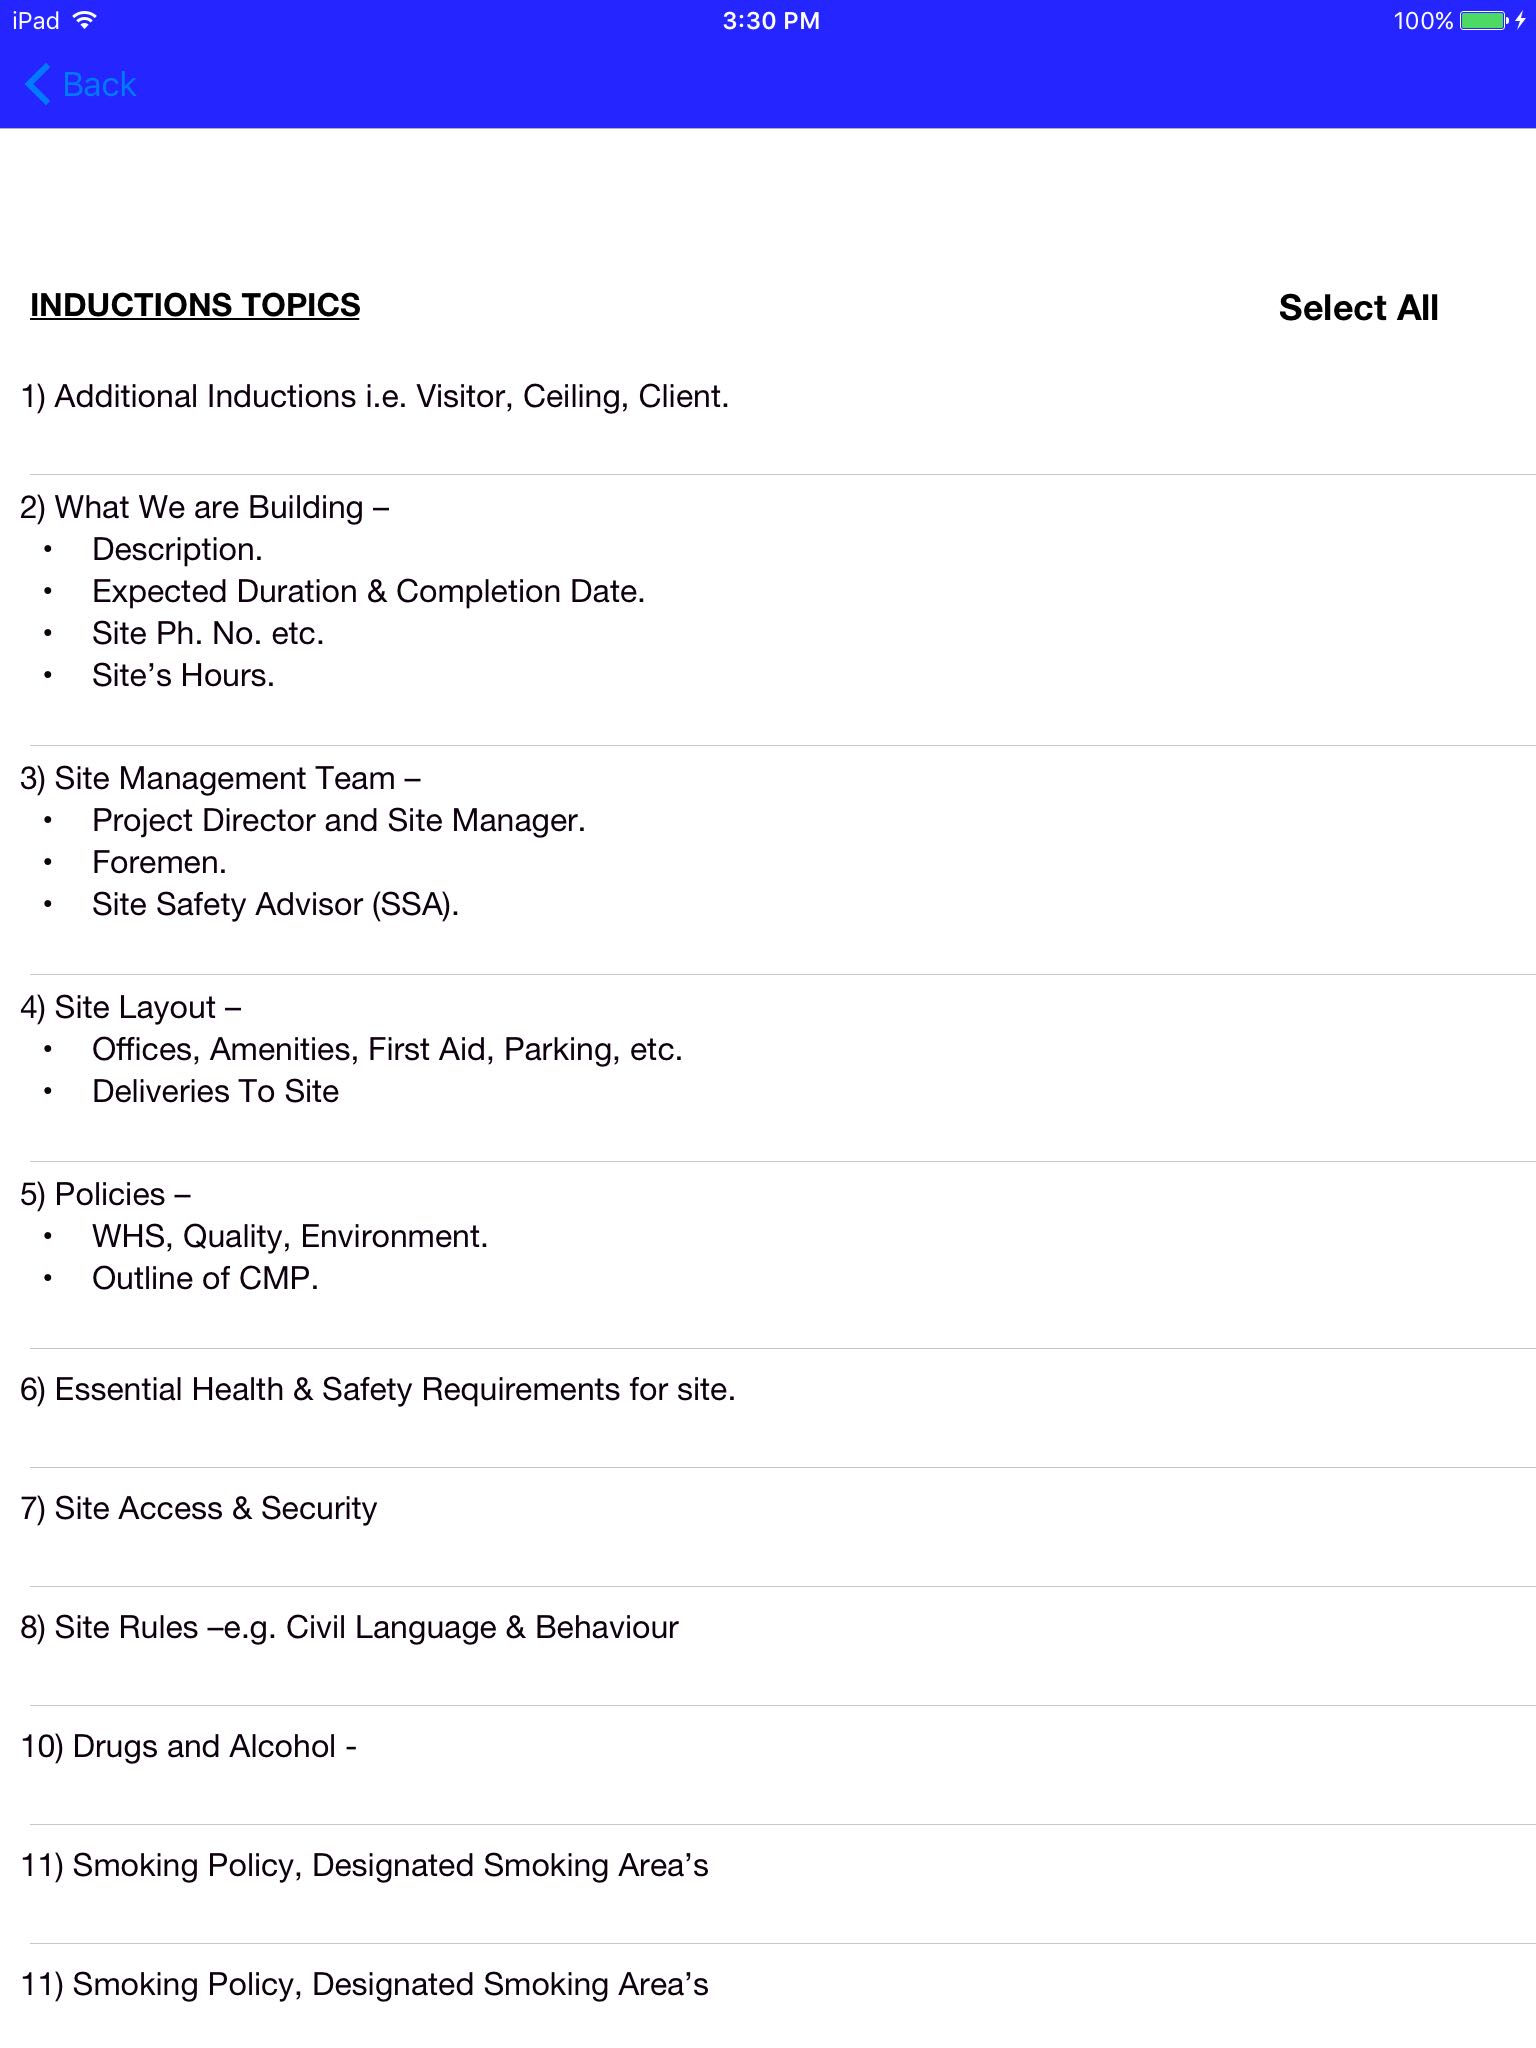 iPad 3:30 PM 100%
Back
INDUCTIONS TOPICS Select All
1) Additional Inductions i.e. Visitor, Ceiling, Client.
2) What We are Building –
• Description.
• Expected Duration & Completion Date.
• Site Ph. No. etc.
• Site’s Hours.
3) Site Management Team –
• Project Director and Site Manager.
• Foremen.
• Site Safety Advisor (SSA).
4) Site Layout –
• Offices, Amenities, First Aid, Parking, etc.
• Deliveries To Site
5) Policies –
• WHS, Quality, Environment.
• Outline of CMP.
6) Essential Health & Safety Requirements for site.
7) Site Access & Security
8) Site Rules –e.g. Civil Language & Behaviour
10) Drugs and Alcohol -
11) Smoking Policy, Designated Smoking Area’s
11) Smoking Policy, Designated Smoking Area’s